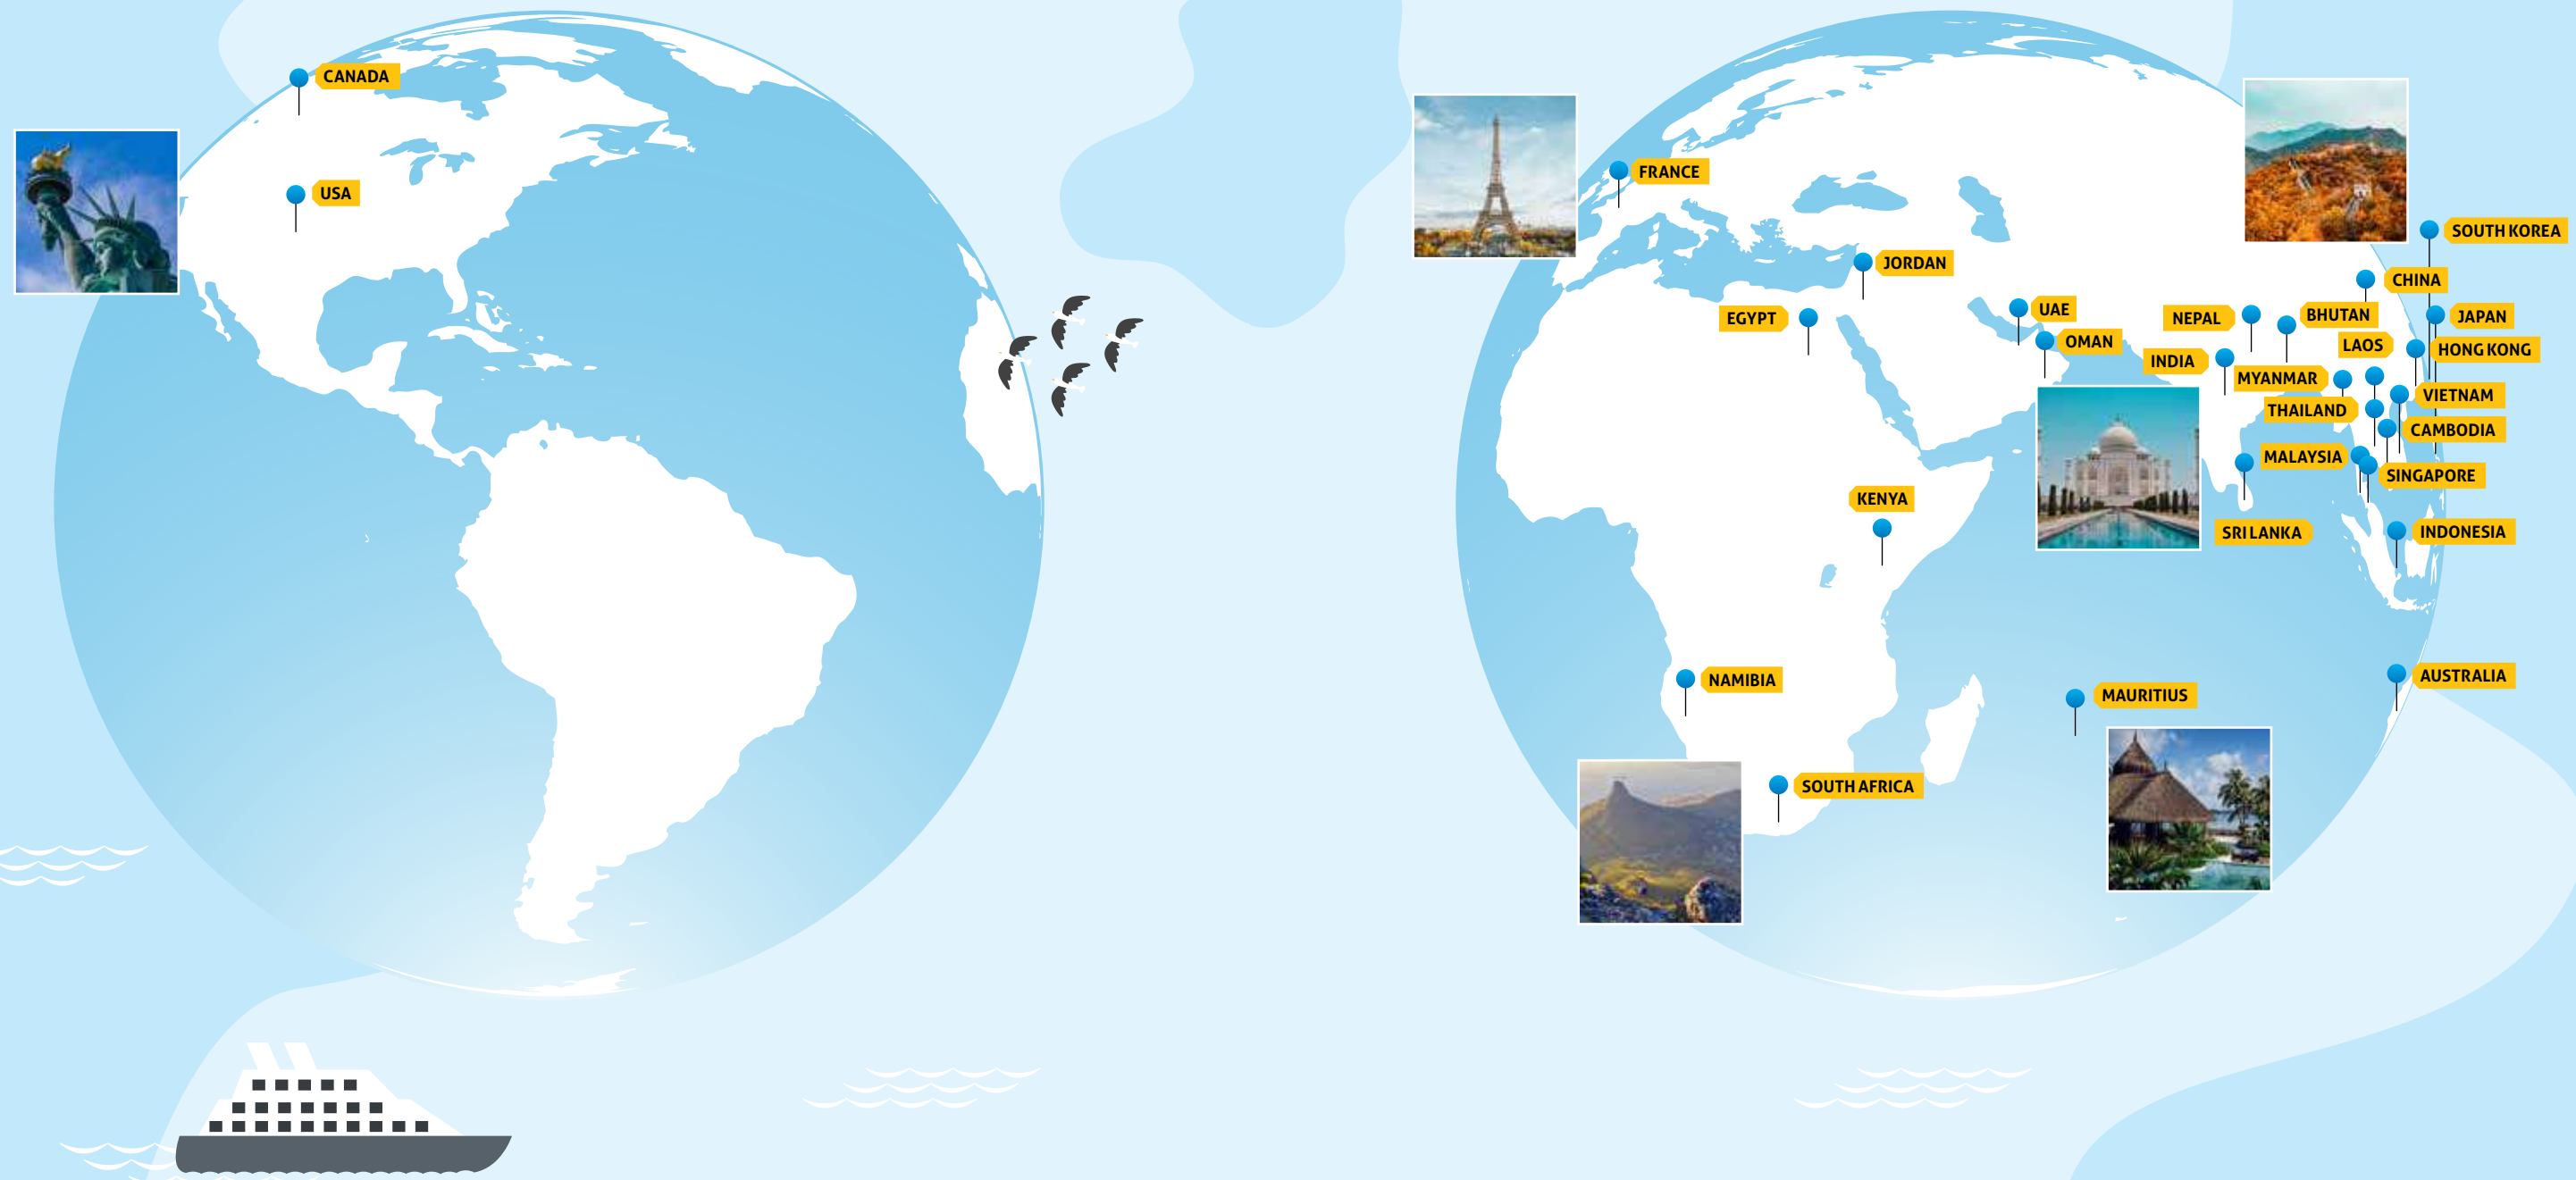 CANADA
USA
FRANCE
SOUTH KOREA
JORDAN
CHINA
EGYPT
UAE
NEPAL
BHUTAN
JAPAN
OMAN
LAOS
HONG KONG
INDIA
MYANMAR
VIETNAM
THAILAND
CAMBODIA
MALAYSIA
SINGAPORE
KENYA
SRI LANKA
INDONESIA
NAMIBIA
AUSTRALIA
MAURITIUS
SOUTH AFRICA